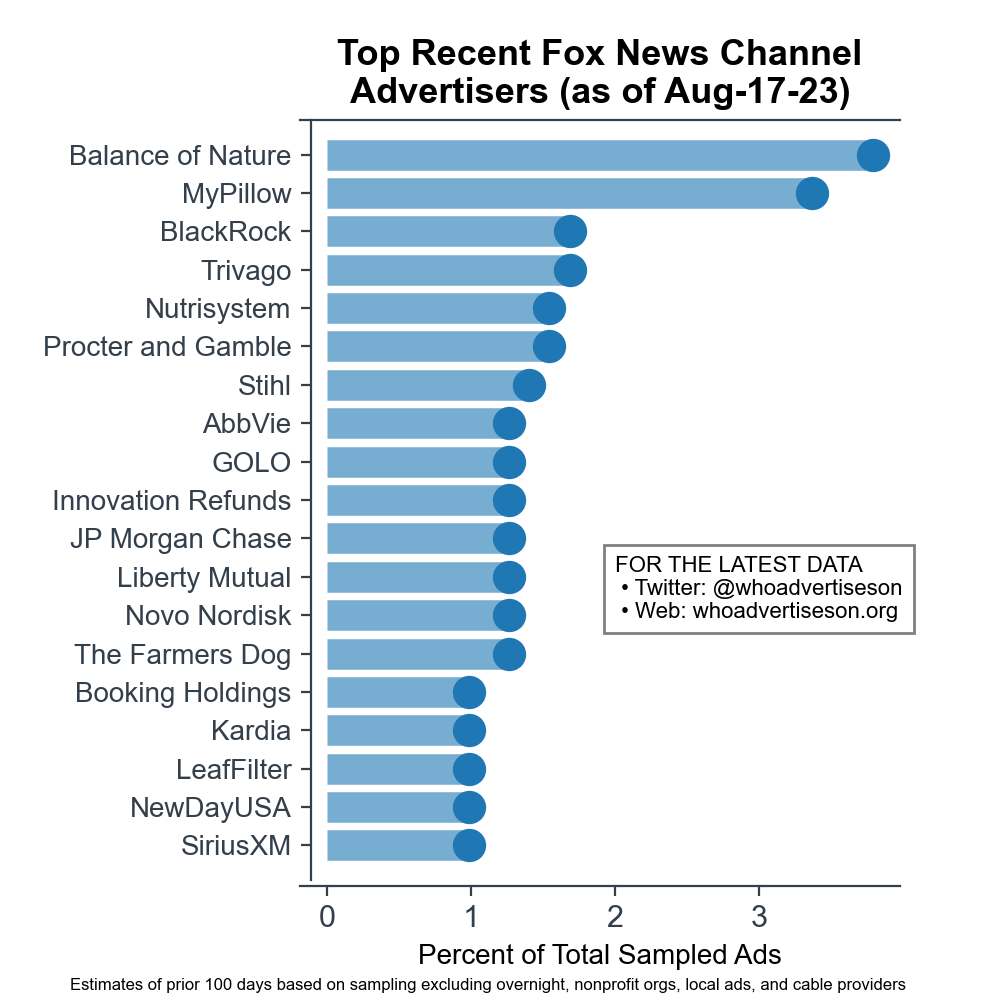 Top Recent Fox News Channel
Advertisers (as of Aug-17-23)
Balance of Nature
MyPillow
BlackRock
Trivago
Nutrisystem
Procter and Gamble
Stihl
AbbVie
GOLO
Innovation Refunds
JP Morgan Chase
Liberty Mutual
Novo Nordisk
The Farmers Dog
Booking Holdings
Kardia
LeafFilter
NewDayUSA
SiriusXM
FOR THE LATEST DATA
• Twitter: @whoadvertiseson
• Web: whoadvertiseson.org
0 1 2 3
Percent of Total Sampled Ads
Estimates of prior 100 days based on sampling excluding overnight, nonprofit orgs, local ads, and cable providers